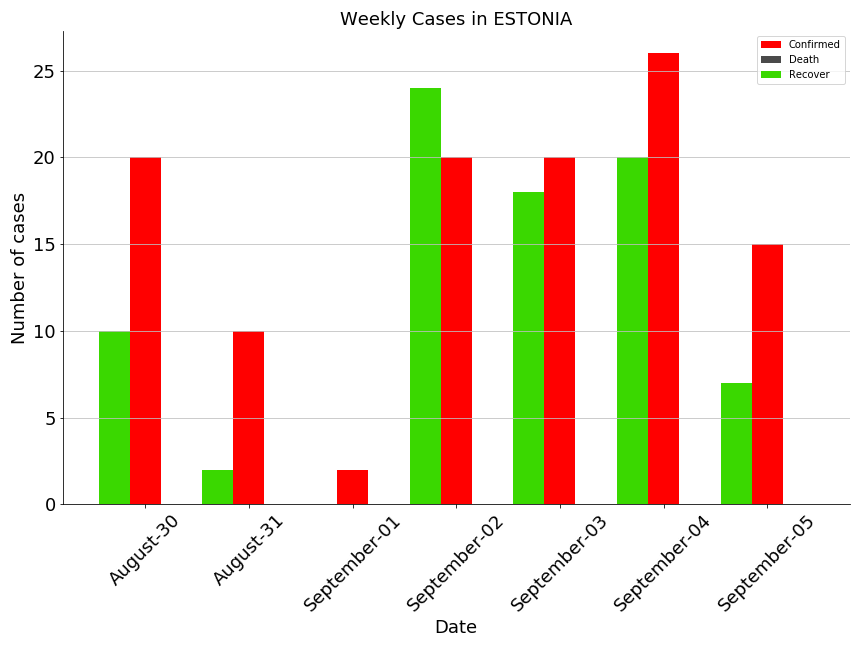 Weekly Cases in ESTONIA
Confirmed
Death
Recover
Number of cases
25
20
15
10
5
0
August-30
August-31
September-01
September-02
September-03
September-04
September-05
Date